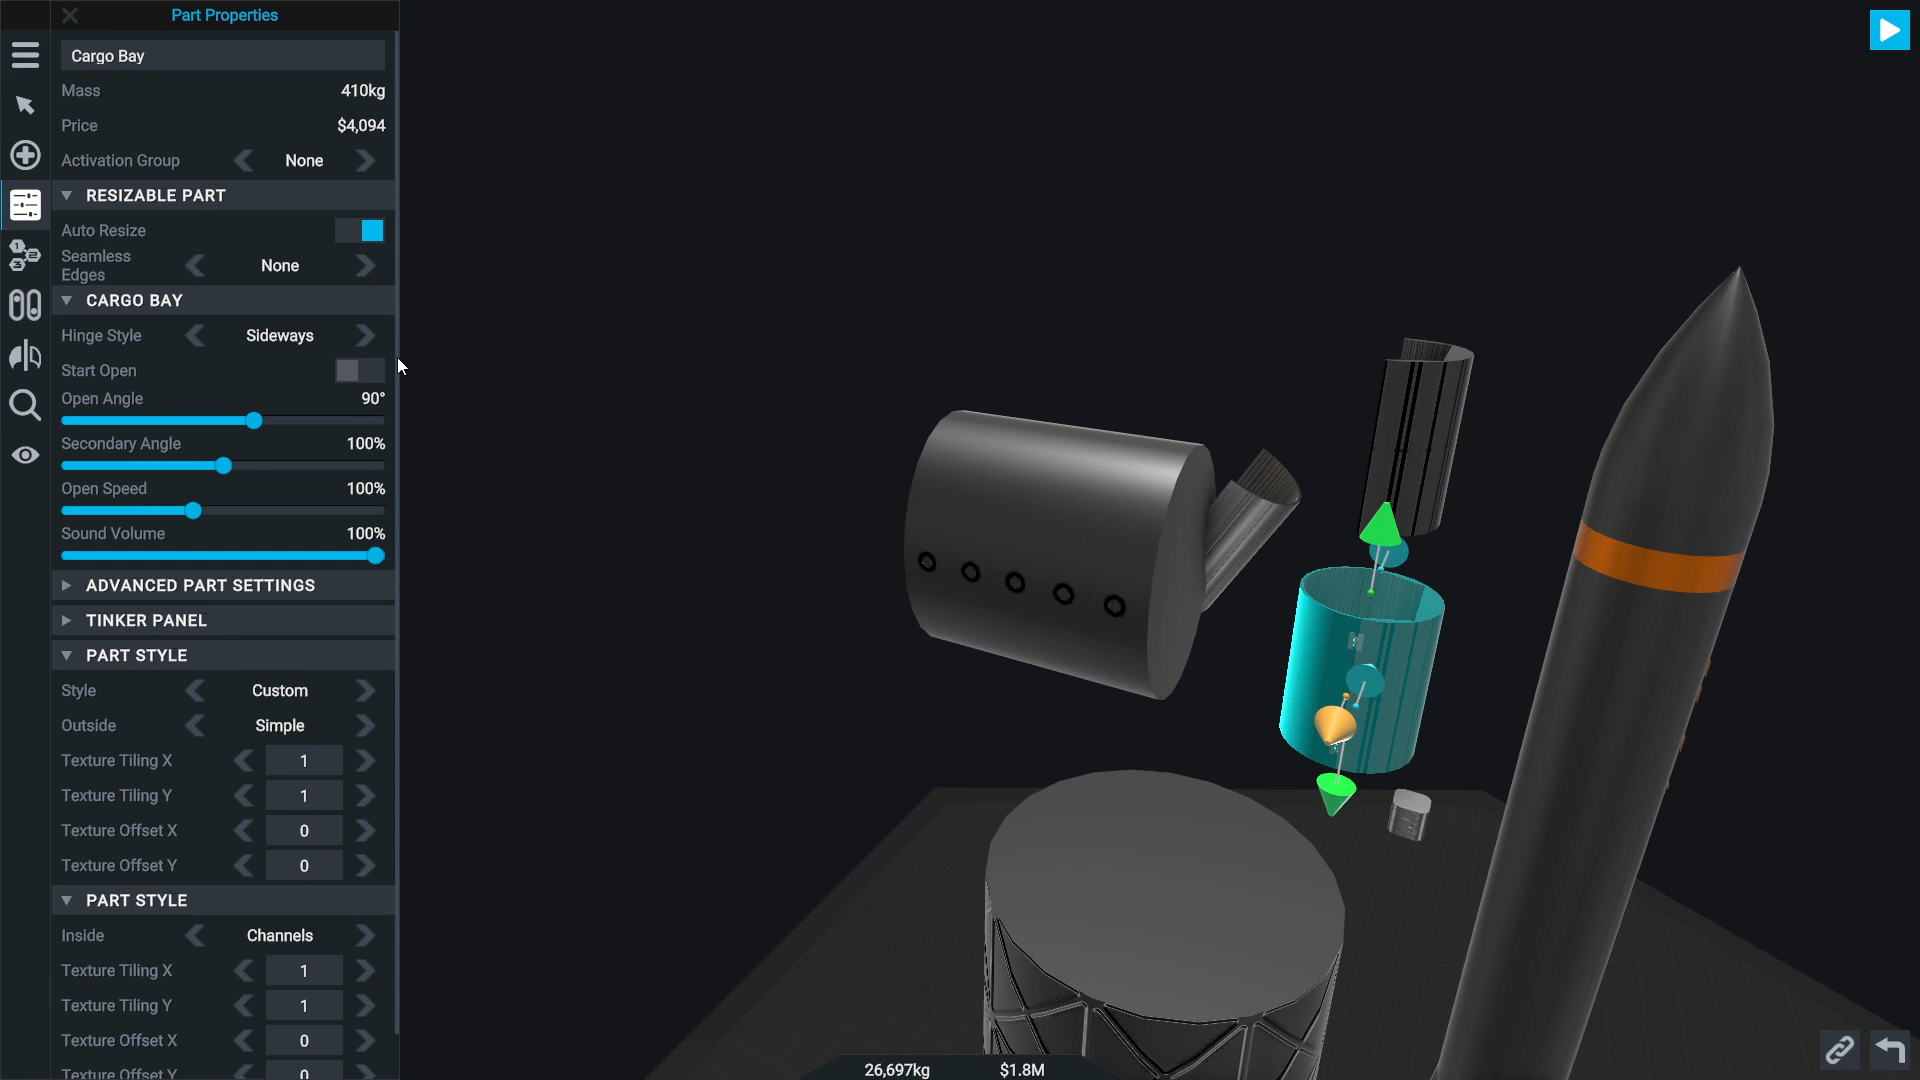 Part Properties
Cargo Bay
Mass 410kg
Price $4,094
Activation Group None
RESIZABLE PART
Auto Resize
Seamless Edges None
CARGO BAY
Hinge Style Sideways
Start Open
Open Angle 90°
Secondary Angle 100%
Open Speed 100%
Sound Volume 100%
ADVANCED PART SETTINGS
TINKER PANEL
PART STYLE
Style Custom
Outside Simple
Texture Tiling X 1
Texture Tiling Y 1
Texture Offset X 0
Texture Offset Y 0
PART STYLE
Inside Channels
Texture Tiling X 1
Texture Tiling Y 1
Texture Offset X 0
Texture Offset Y 0
26,697kg $1.8M